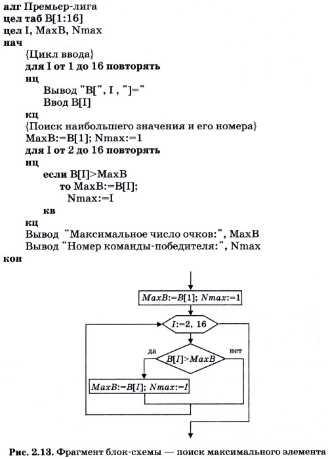 алг Премьер-лига
цел таб B[1:16]
цел I, MaxB, Nmax
нач
{Цикл ввода}
для I от 1 до 16 повторять
нц
Вывод "B[", I , "]="
Ввод B[I]
кц
{Поиск наибольшего значения и его номера}
MaxB:=B[1]; Nmax:=1
для I от 2 до 16 повторять
нц
если B[I]>MaxB
то MaxB:=B[I];
Nmax:=I
кв
кц
Вывод "Максимальное число очков:", MaxB
Вывод "Номер команды-победителя:", Nmax
кон
MaxB:=B[1]; Nmax:=1
I:=2, 16
да
нет
B[I]>MaxB
MaxB:=B[I]; Nmax:=I
Рис. 2.13. Фрагмент блок-схемы — поиск максимального элемента